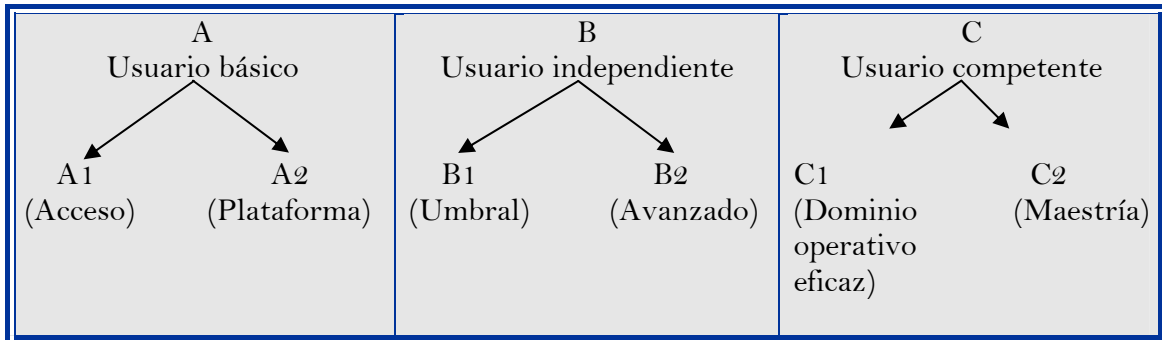 A
Usuario básico
A1
(Acceso)
A2
(Plataforma)
B
Usuario independiente
B1
(Umbral)
B2
(Avanzado)
C
Usuario competente
C1
(Dominio
operativo
eficaz)
C2
(Maestría)